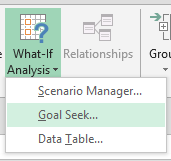 What-If
Analysis
Relationships
Grou
Scenario Manager...
Goal Seek...
Data Table...